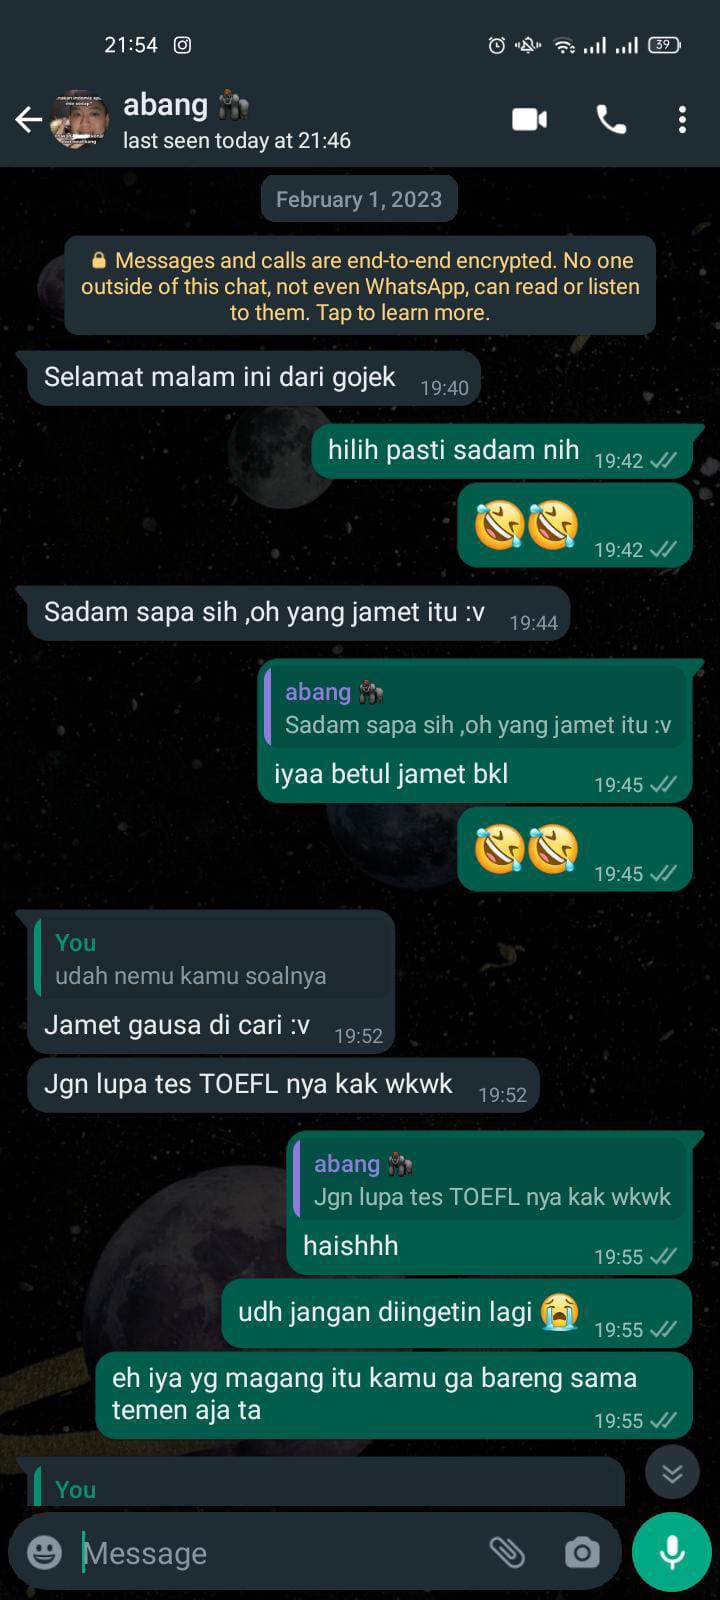 21:54
39
abang
last seen today at 21:46
February 1, 2023
Messages and calls are end-to-end encrypted. No one
outside of this chat, not even WhatsApp, can read or listen
to them. Tap to learn more.
Selamat malam ini dari gojek 19:40
hilih pasti sadam nih 19:42
🤣🤣 19:42
Sadam sapa sih ,oh yang jamet itu :v 19:44
abang
Sadam sapa sih ,oh yang jamet itu :v
iyaa betul jamet bkl 19:45
🤣🤣 19:45
You
udah nemu kamu soalnya
Jamet gausa di cari :v 19:52
Jgn lupa tes TOEFL nya kak wkwk 19:52
abang
Jgn lupa tes TOEFL nya kak wkwk
haishhh 19:55
udh jangan diingetin lagi 😭 19:55
eh iya yg magang itu kamu ga bareng sama
temen aja ta 19:55
You
Message